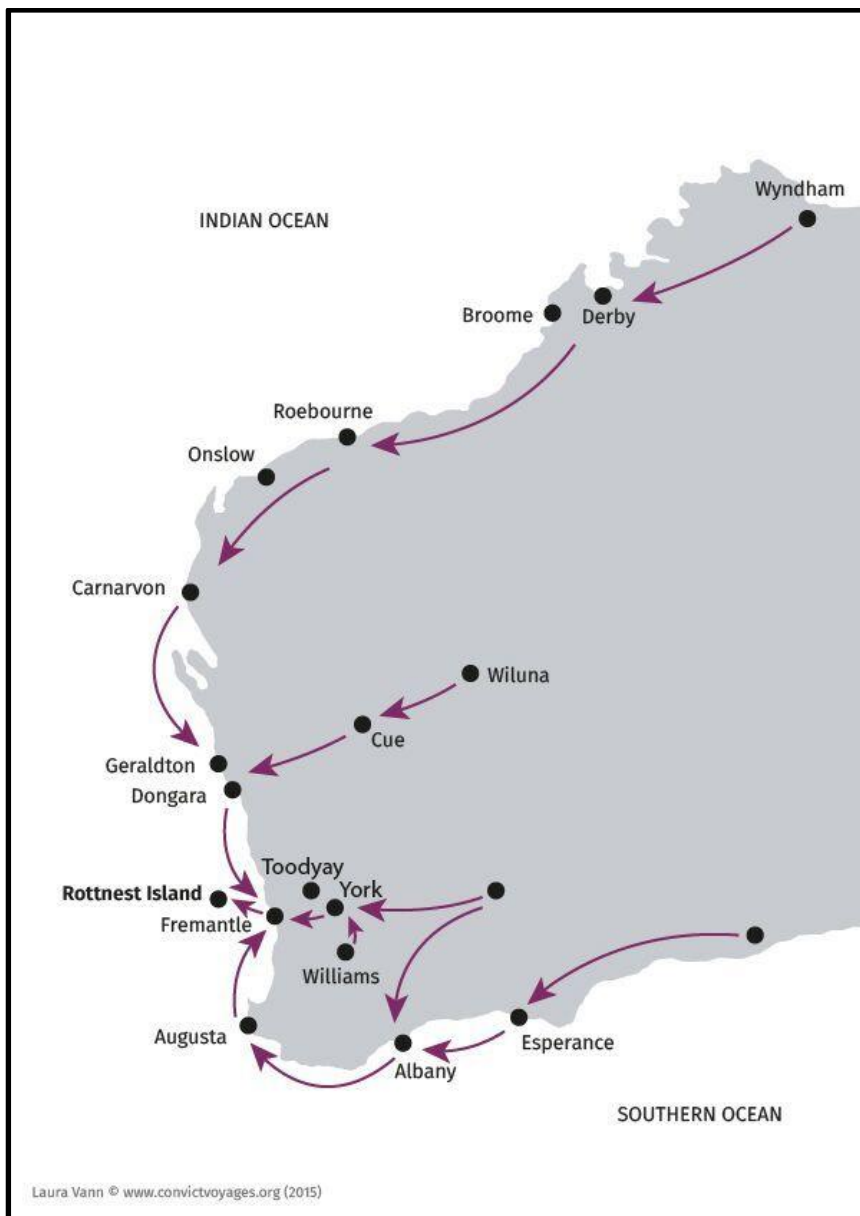 Wyndham
INDIAN OCEAN
Broome
Derby
Roebourne
Onslow
Carnarvon
Wiluna
Cue
Geraldton
Dongara
Toodyay
Rottnest Island
York
Fremantle
Williams
Augusta
Esperance
Albany
SOUTHERN OCEAN
Laura Vann © www.convictvoyages.org (2015)